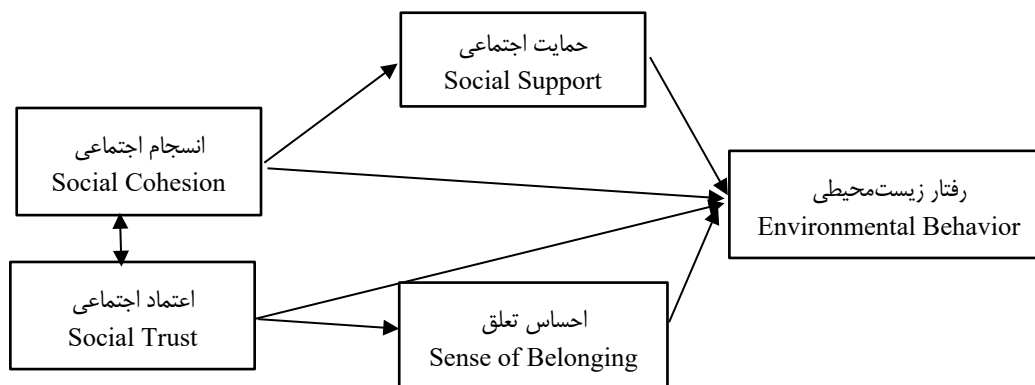 حمایت اجتماعی
Social Support
انسجام اجتماعی
Social Cohesion
رفتار زیست‌محیطی
Environmental Behavior
اعتماد اجتماعی
Social Trust
احساس تعلق
Sense of Belonging